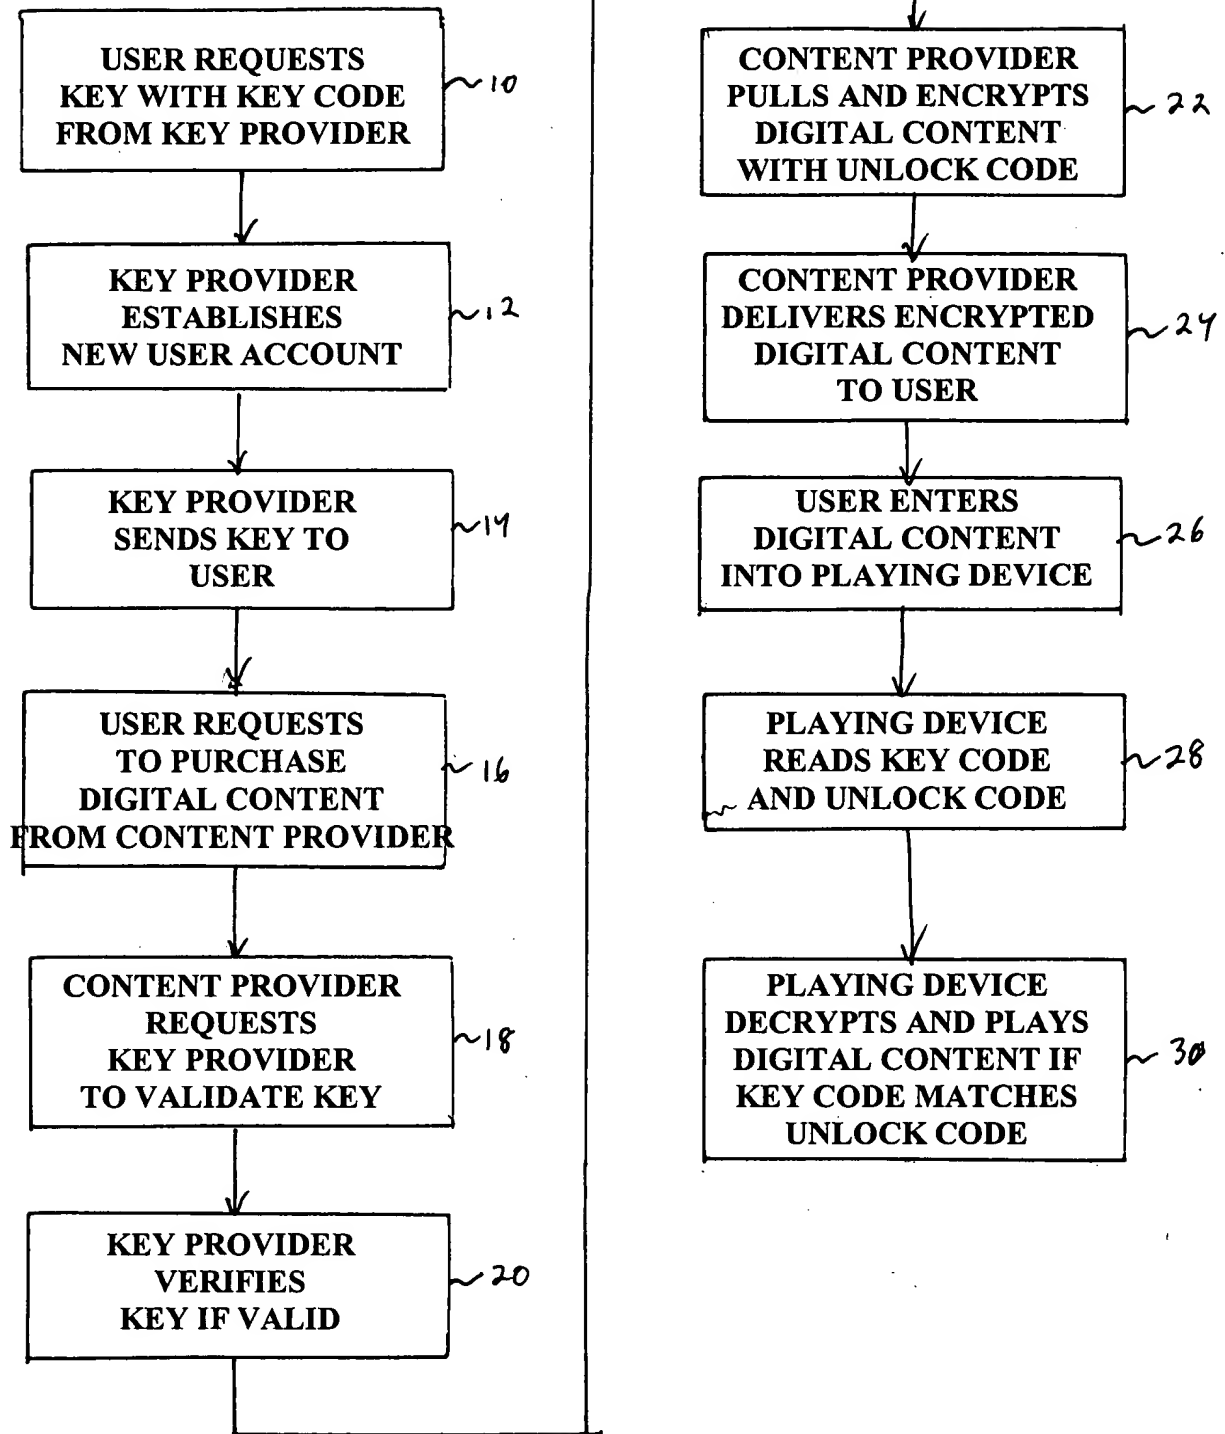 USER REQUESTS
KEY WITH KEY CODE
FROM KEY PROVIDER
10
KEY PROVIDER
ESTABLISHES
NEW USER ACCOUNT
12
KEY PROVIDER
SENDS KEY TO
USER
14
USER REQUESTS
TO PURCHASE
DIGITAL CONTENT
FROM CONTENT PROVIDER
16
CONTENT PROVIDER
REQUESTS
KEY PROVIDER
TO VALIDATE KEY
18
KEY PROVIDER
VERIFIES
KEY IF VALID
20
CONTENT PROVIDER
PULLS AND ENCRYPTS
DIGITAL CONTENT
WITH UNLOCK CODE
22
CONTENT PROVIDER
DELIVERS ENCRYPTED
DIGITAL CONTENT
TO USER
24
USER ENTERS
DIGITAL CONTENT
INTO PLAYING DEVICE
26
PLAYING DEVICE
READS KEY CODE
AND UNLOCK CODE
28
PLAYING DEVICE
DECRYPTS AND PLAYS
DIGITAL CONTENT IF
KEY CODE MATCHES
UNLOCK CODE
30